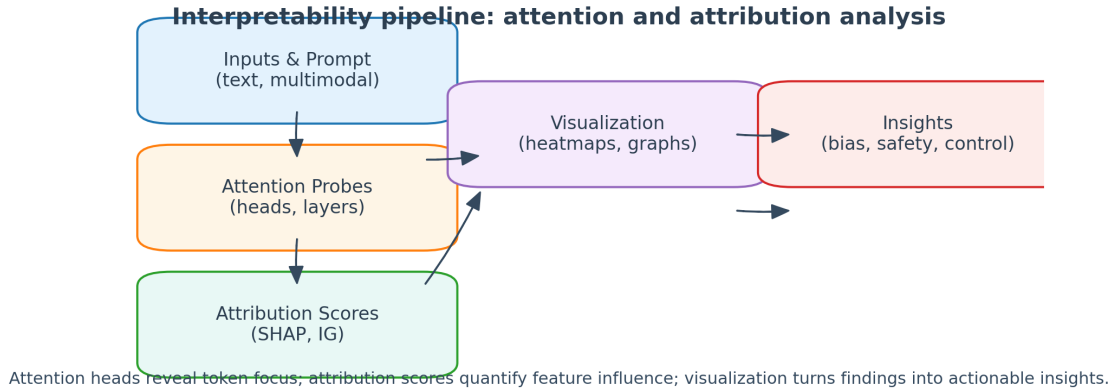 Interpretability pipeline: attention and attribution analysis
Inputs & Prompt
(text, multimodal)
Attention Probes
(heads, layers)
Attribution Scores
(SHAP, IG)
Visualization
(heatmaps, graphs)
Insights
(bias, safety, control)
Attention heads reveal token focus; attribution scores quantify feature influence; visualization turns findings into actionable insights.